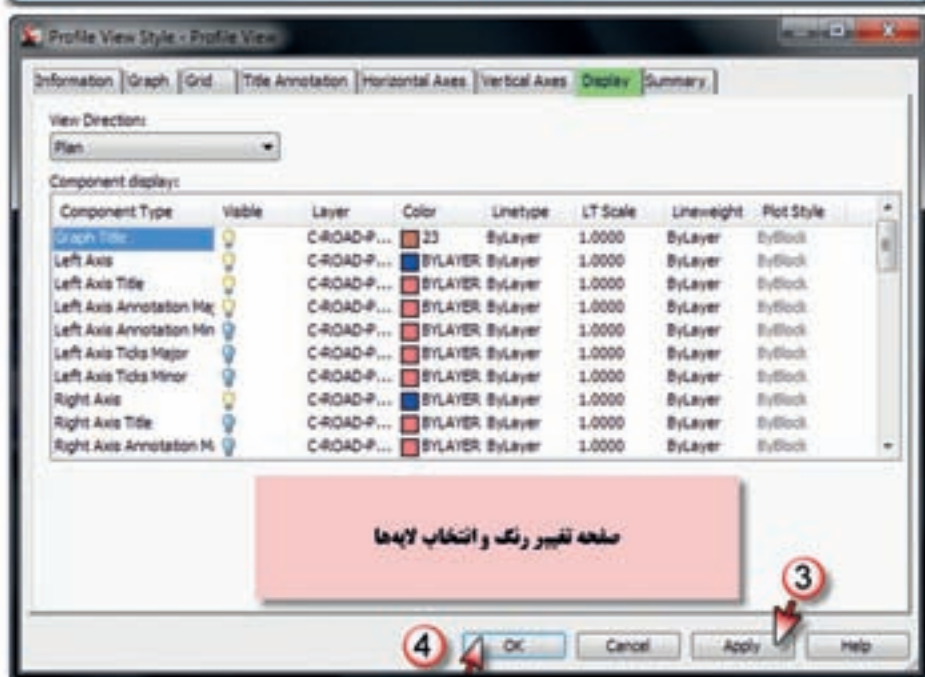 Profile View Style - Profile View
Information Graph Grid Title Annotation Horizontal Axes Vertical Axes Display Summary
View Direction:
Plan
Component display:
Component Type Visible Layer Color Linetype LT Scale Lineweight Plot Style
Graph Title C-ROAD-P... 23 ByLayer 1.0000 ByLayer ByBlock
Left Axis C-ROAD-P... BYLAYER ByLayer 1.0000 ByLayer ByBlock
Left Axis Title C-ROAD-P... BYLAYER ByLayer 1.0000 ByLayer ByBlock
Left Axis Annotation Maj C-ROAD-P... BYLAYER ByLayer 1.0000 ByLayer ByBlock
Left Axis Annotation Min C-ROAD-P... BYLAYER ByLayer 1.0000 ByLayer ByBlock
Left Axis Ticks Major C-ROAD-P... BYLAYER ByLayer 1.0000 ByLayer ByBlock
Left Axis Ticks Minor C-ROAD-P... BYLAYER ByLayer 1.0000 ByLayer ByBlock
Right Axis C-ROAD-P... BYLAYER ByLayer 1.0000 ByLayer ByBlock
Right Axis Title C-ROAD-P... BYLAYER ByLayer 1.0000 ByLayer ByBlock
Right Axis Annotation M C-ROAD-P... BYLAYER ByLayer 1.0000 ByLayer ByBlock
صفحه تغییر رنگ و انتخاب لایه‌ها
3
4 OK Cancel Apply Help